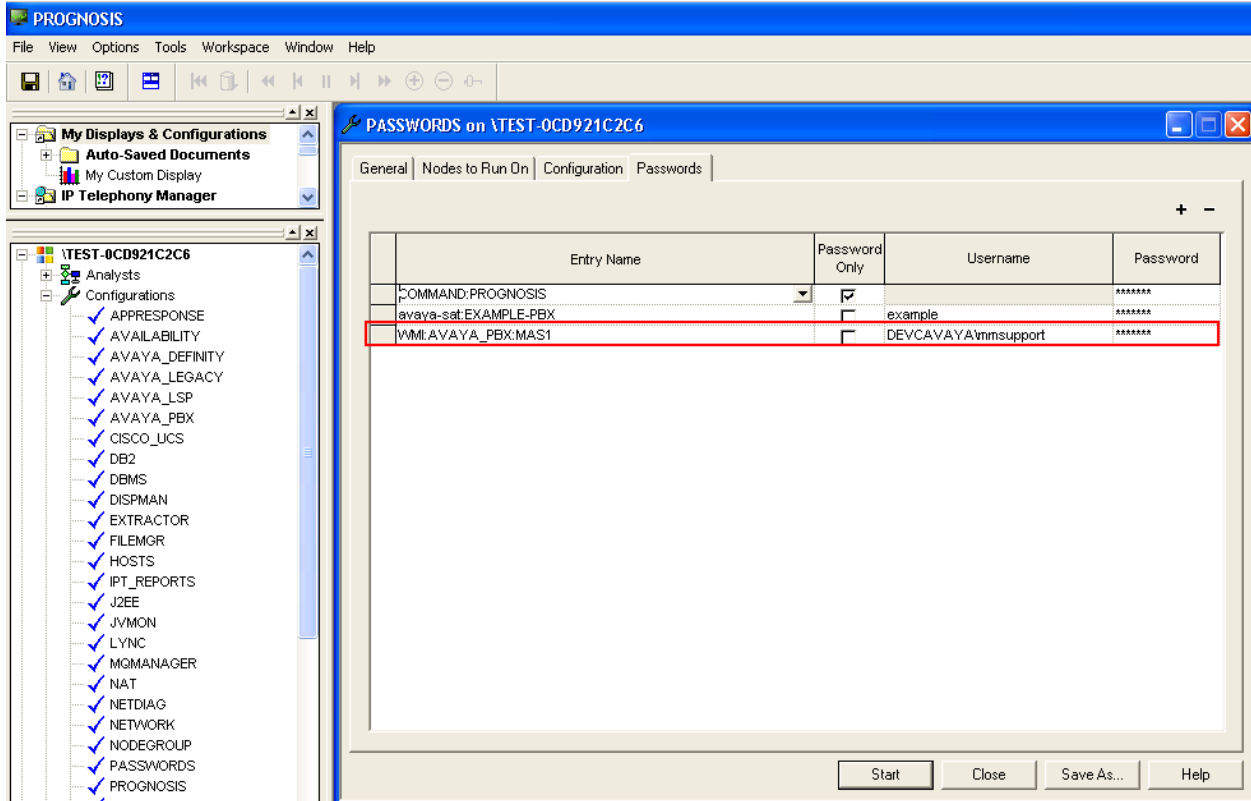 PROGNOSIS
File View Options Tools Workspace Window Help
My Displays & Configurations
Auto-Saved Documents
My Custom Display
IP Telephony Manager
\TEST-0CD921C2C6
Analysts
Configurations
APPRESPONSE
AVAILABILITY
AVAYA_DEFINITY
AVAYA_LEGACY
AVAYA_LSP
AVAYA_PBX
CISCO_UCS
DB2
DBMS
DISPMAN
EXTRACTOR
FILEMGR
HOSTS
IPT_REPORTS
J2EE
JVMON
LYNC
MQMANAGER
NAT
NETDIAG
NETWORK
NODEGROUP
PASSWORDS
PROGNOSIS
PASSWORDS on \TEST-0CD921C2C6
General Nodes to Run On Configuration Passwords
+ −
Entry Name Password Only Username Password
COMMAND:PROGNOSIS *******
avaya-sat:EXAMPLE-PBX example *******
WMI:AVAYA_PBX:MAS1 DEVCAVAYA\mmsupport *******
Start Close Save As... Help